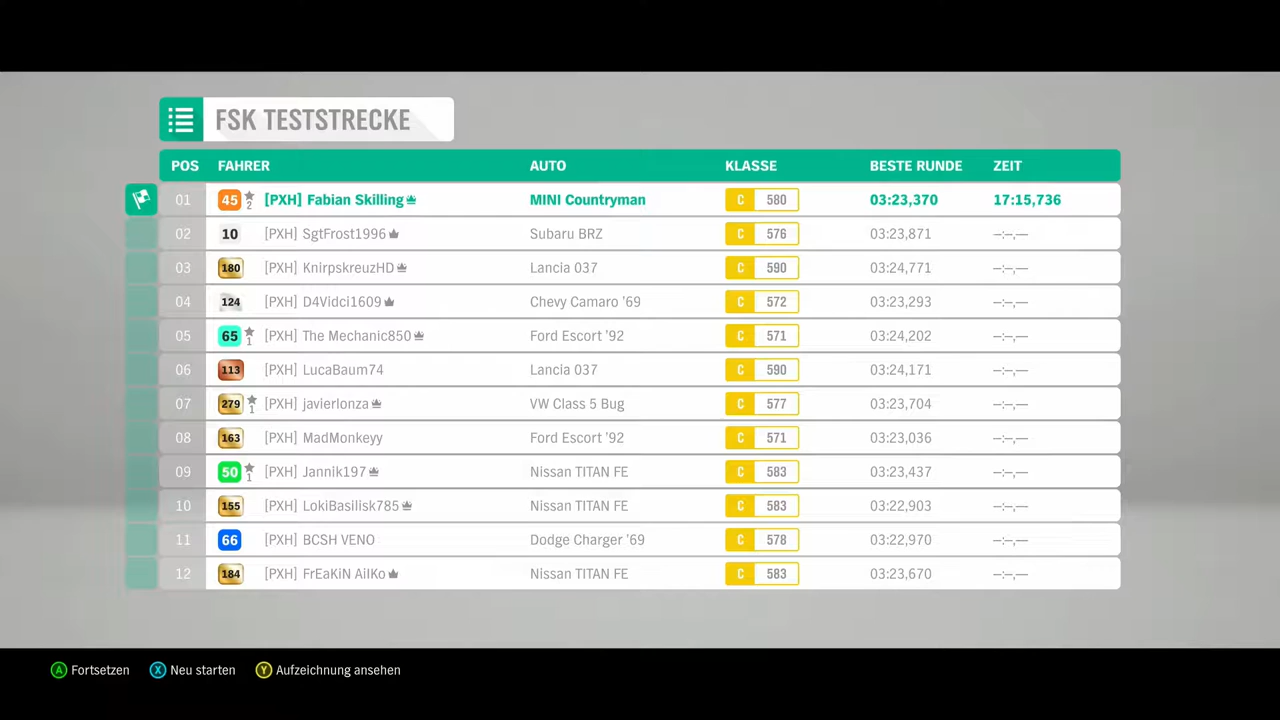 FSK TESTSTRECKE
POS FAHRER AUTO KLASSE BESTE RUNDE ZEIT
01 45 2 [PXH] Fabian Skilling MINI Countryman C 580 03:23,370 17:15,736
02 10 [PXH] SgtFrost1996 Subaru BRZ C 576 03:23,871 --:--,---
03 180 [PXH] KnirpskreuzHD Lancia 037 C 590 03:24,771 --:--,---
04 124 [PXH] D4Vidci1609 Chevy Camaro '69 C 572 03:23,293 --:--,---
05 65 1 [PXH] The Mechanic850 Ford Escort '92 C 571 03:24,202 --:--,---
06 113 [PXH] LucaBaum74 Lancia 037 C 590 03:24,171 --:--,---
07 279 1 [PXH] javierlonza VW Class 5 Bug C 577 03:23,704 --:--,---
08 163 [PXH] MadMonkeyy Ford Escort '92 C 571 03:23,036 --:--,---
09 50 1 [PXH] Jannik197 Nissan TITAN FE C 583 03:23,437 --:--,---
10 155 [PXH] LokiBasilisk785 Nissan TITAN FE C 583 03:22,903 --:--,---
11 66 [PXH] BCSH VENO Dodge Charger '69 C 578 03:22,970 --:--,---
12 184 [PXH] FrEaKiN AilKo Nissan TITAN FE C 583 03:23,670 --:--,---
A Fortsetzen X Neu starten Y Aufzeichnung ansehen